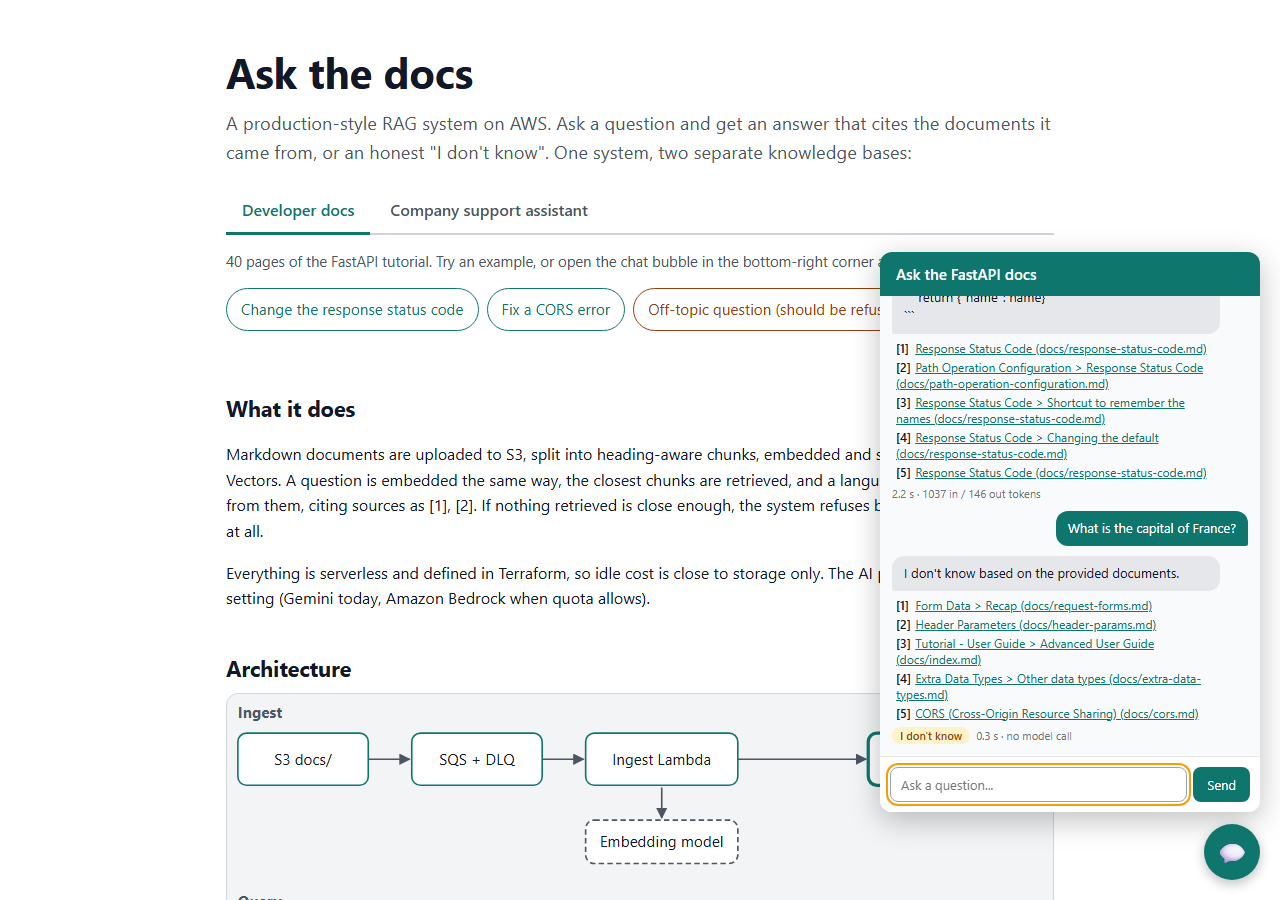 Ask the docs
A production-style RAG system on AWS. Ask a question and get an answer that cites the documents it
came from, or an honest "I don't know". One system, two separate knowledge bases:
Developer docs
Company support assistant
40 pages of the FastAPI tutorial. Try an example, or open the chat bubble in the bottom-right corner
Change the response status code
Fix a CORS error
Off-topic question (should be
What it does
Markdown documents are uploaded to S3, split into heading-aware chunks, embedded and
Vectors. A question is embedded the same way, the closest chunks are retrieved, and a
from them, citing sources as [1], [2]. If nothing retrieved is close enough, the system refuses
at all.
Everything is serverless and defined in Terraform, so idle cost is close to storage only. The AI
setting (Gemini today, Amazon Bedrock when quota allows).
Architecture
Ingest
S3 docs/
SQS + DLQ
Ingest Lambda
Embedding model
Ask the FastAPI docs
return {"name": name}
```
[1] Response Status Code (docs/response-status-code.md)
[2] Path Operation Configuration > Response Status Code
(docs/path-operation-configuration.md)
[3] Response Status Code > Shortcut to remember the
names (docs/response-status-code.md)
[4] Response Status Code > Changing the default
(docs/response-status-code.md)
[5] Response Status Code (docs/response-status-code.md)
2.2 s · 1037 in / 146 out tokens
What is the capital of France?
I don't know based on the provided documents.
[1] Form Data > Recap (docs/request-forms.md)
[2] Header Parameters (docs/header-params.md)
[3] Tutorial - User Guide > Advanced User Guide
(docs/index.md)
[4] Extra Data Types > Other data types (docs/extra-data-
types.md)
[5] CORS (Cross-Origin Resource Sharing) (docs/cors.md)
I don't know
0.3 s · no model call
Ask a question...
Send